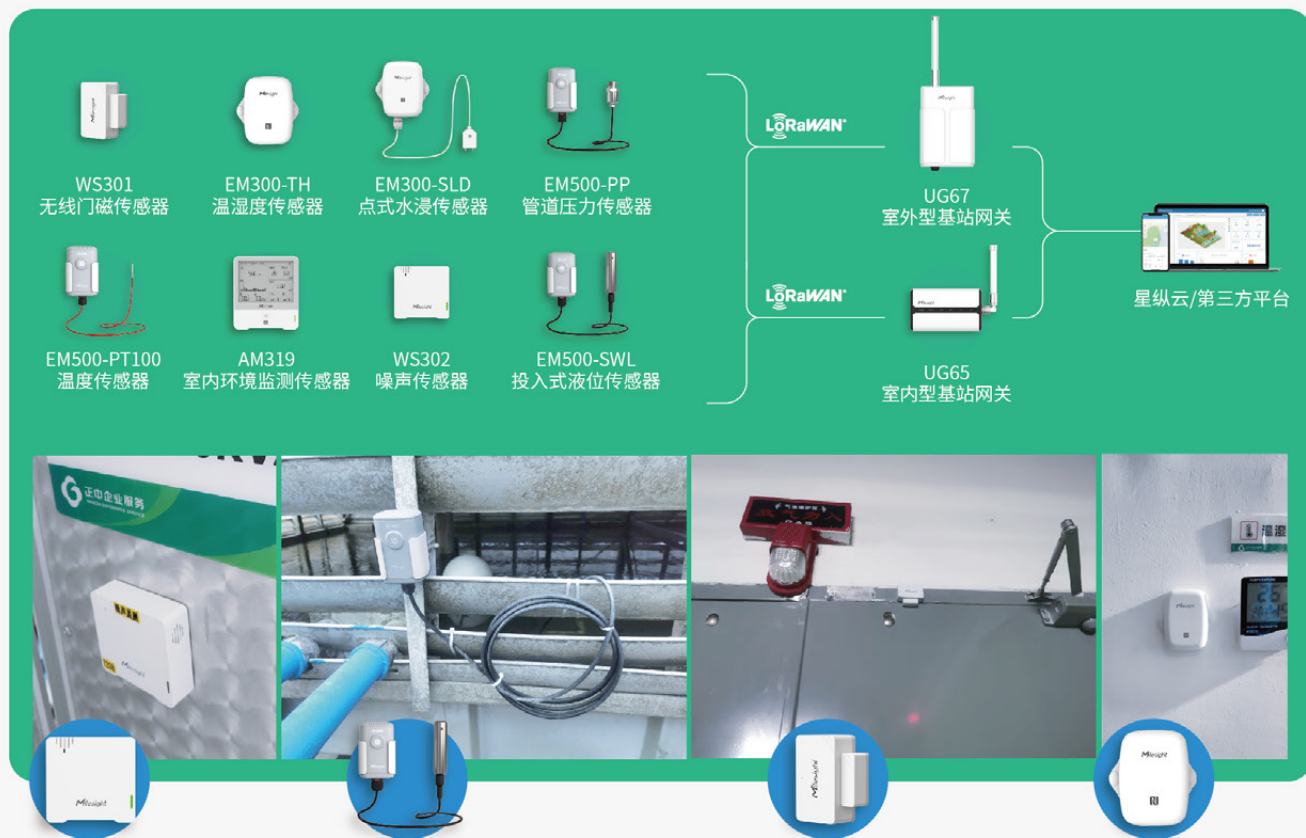 WS301
无线门磁传感器
EM300-TH
温湿度传感器
EM300-SLD
点式水浸传感器
EM500-PP
管道压力传感器
EM500-PT100
温度传感器
AM319
室内环境监测传感器
WS302
噪声传感器
EM500-SWL
投入式液位传感器
LoRaWAN®
LoRaWAN®
UG67
室外型基站网关
UG65
室内型基站网关
星纵云/第三方平台
正中企业服务
Milesight
Milesight
Milesight
Milesight
温湿